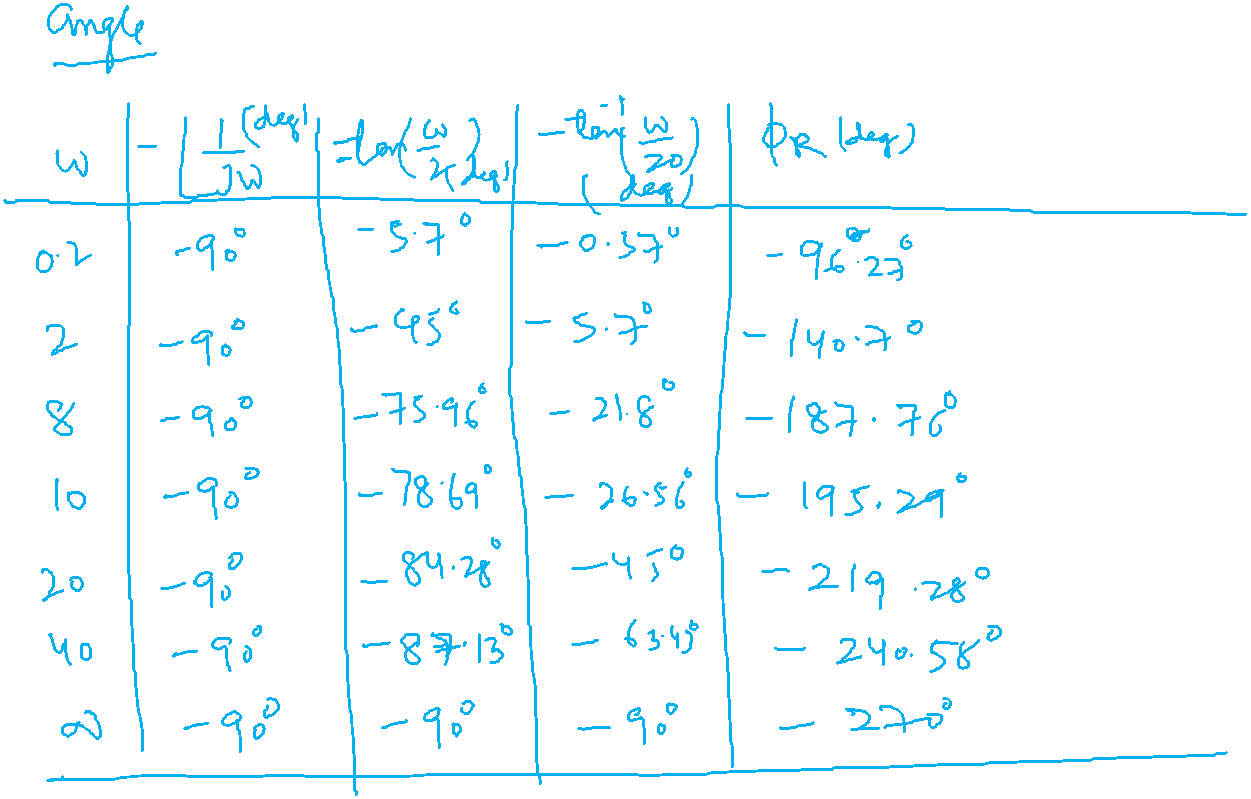 Angle
ω -∠1/jω (deg) -tan(ω/2) (deg) -tan⁻¹(ω/20) (deg) ϕR (deg)
0.2 -90° -5.7° -0.57° -96.27°
2 -90° -45° -5.7° -140.7°
8 -90° -75.96° -21.8° -187.76°
10 -90° -78.69° -26.56° -195.29°
20 -90° -84.28° -45° -219.28°
40 -90° -87.13° -63.43° -240.58°
∞ -90° -90° -90° -270°